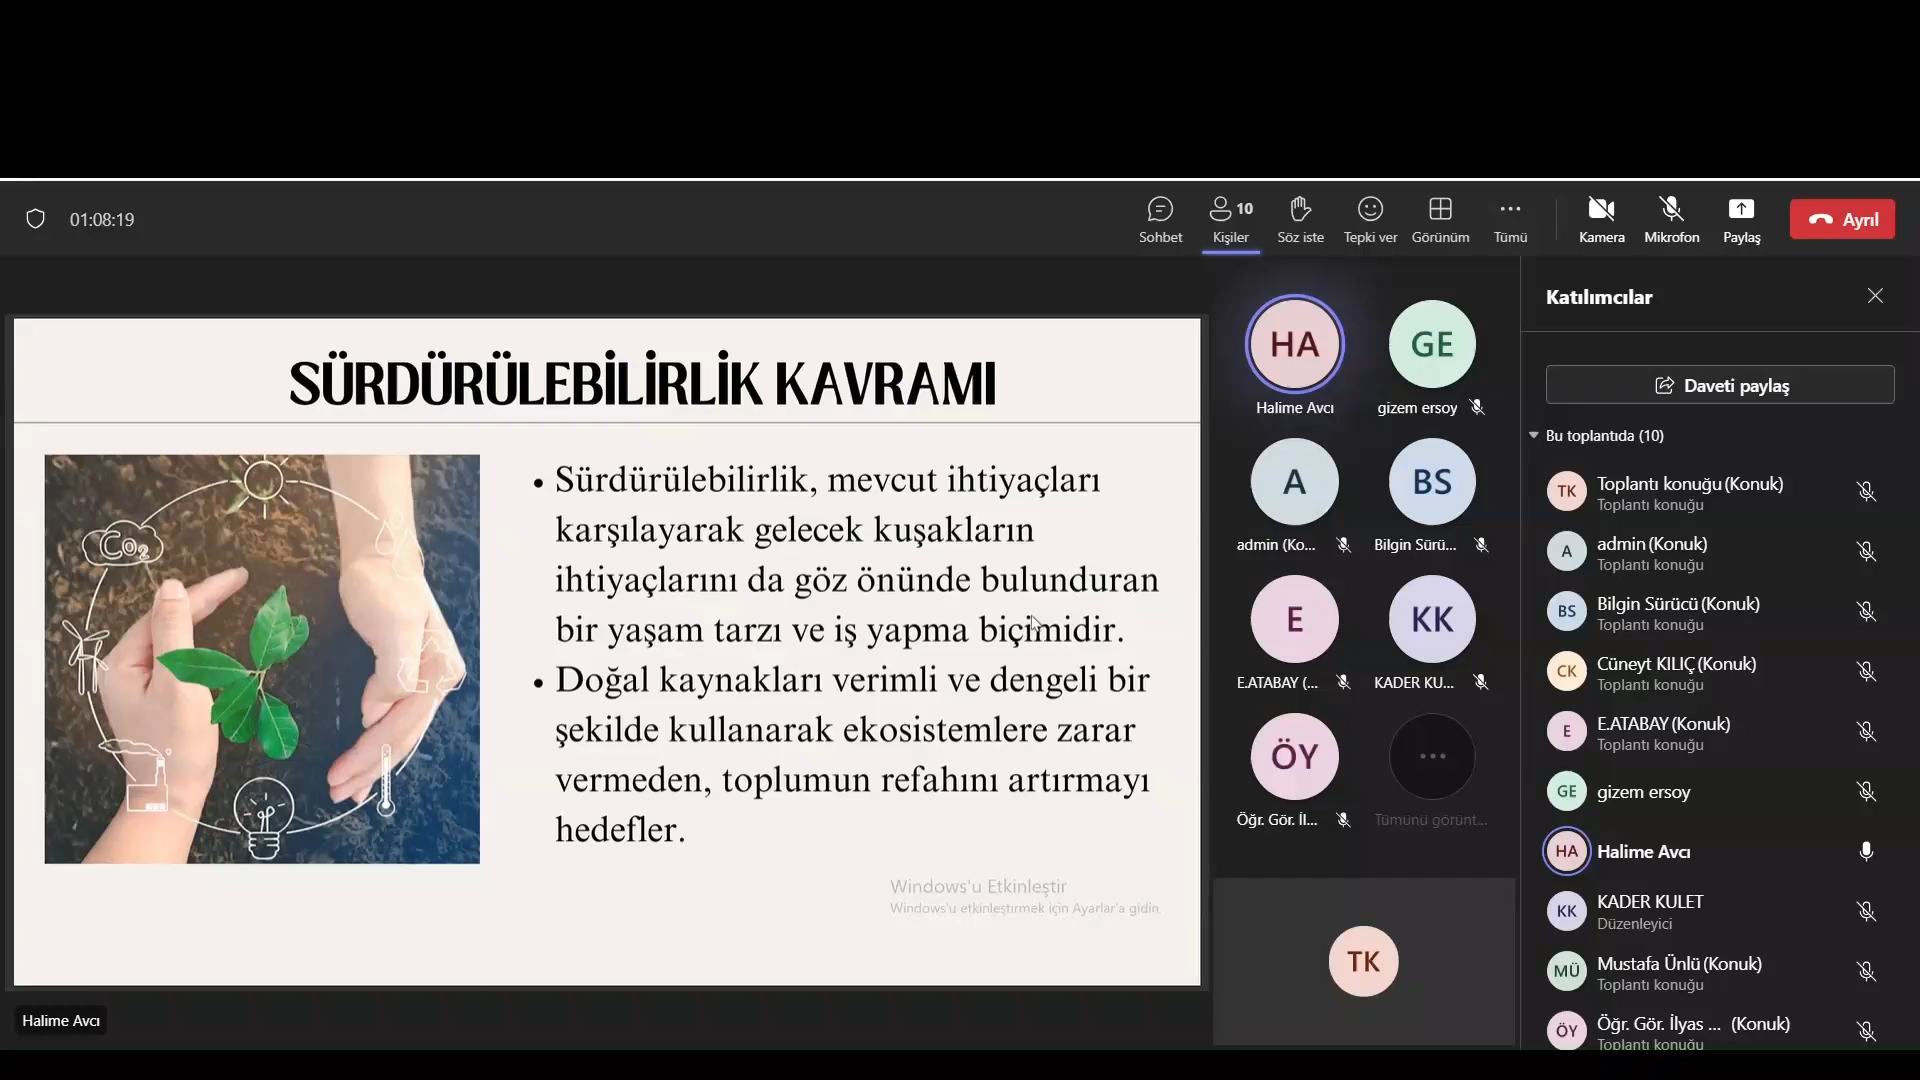 01:08:19
Sohbet
Kişiler
10
Söz iste
Tepki ver
Görünüm
Tümü
Kamera
Mikrofon
Paylaş
Ayrıl
SÜRDÜRÜLEBİLİRLİK KAVRAMI
CO₂
• Sürdürülebilirlik, mevcut ihtiyaçları
karşılayarak gelecek kuşakların
ihtiyaçlarını da göz önünde bulunduran
bir yaşam tarzı ve iş yapma biçimidir.
• Doğal kaynakları verimli ve dengeli bir
şekilde kullanarak ekosistemlere zarar
vermeden, toplumun refahını artırmayı
hedefler.
Windows'u Etkinleştir
Windows'u etkinleştirmek için Ayarlar'a gidin
Halime Avcı
HA
Halime Avcı
GE
gizem ersoy
A
admin (Ko...
BS
Bilgin Sürü...
E
E.ATABAY (...
KK
KADER KU...
ÖY
Öğr. Gör. İl...
...
Tümünü görünt...
TK
Katılımcılar
Daveti paylaş
Bu toplantıda (10)
TK
Toplantı konuğu (Konuk)
Toplantı konuğu
A
admin (Konuk)
Toplantı konuğu
BS
Bilgin Sürücü (Konuk)
Toplantı konuğu
CK
Cüneyt KILIÇ (Konuk)
Toplantı konuğu
E
E.ATABAY (Konuk)
Toplantı konuğu
GE
gizem ersoy
HA
Halime Avcı
KK
KADER KULET
Düzenleyici
MÜ
Mustafa Ünlü (Konuk)
Toplantı konuğu
ÖY
Öğr. Gör. İlyas ... (Konuk)
Toplantı konuğu